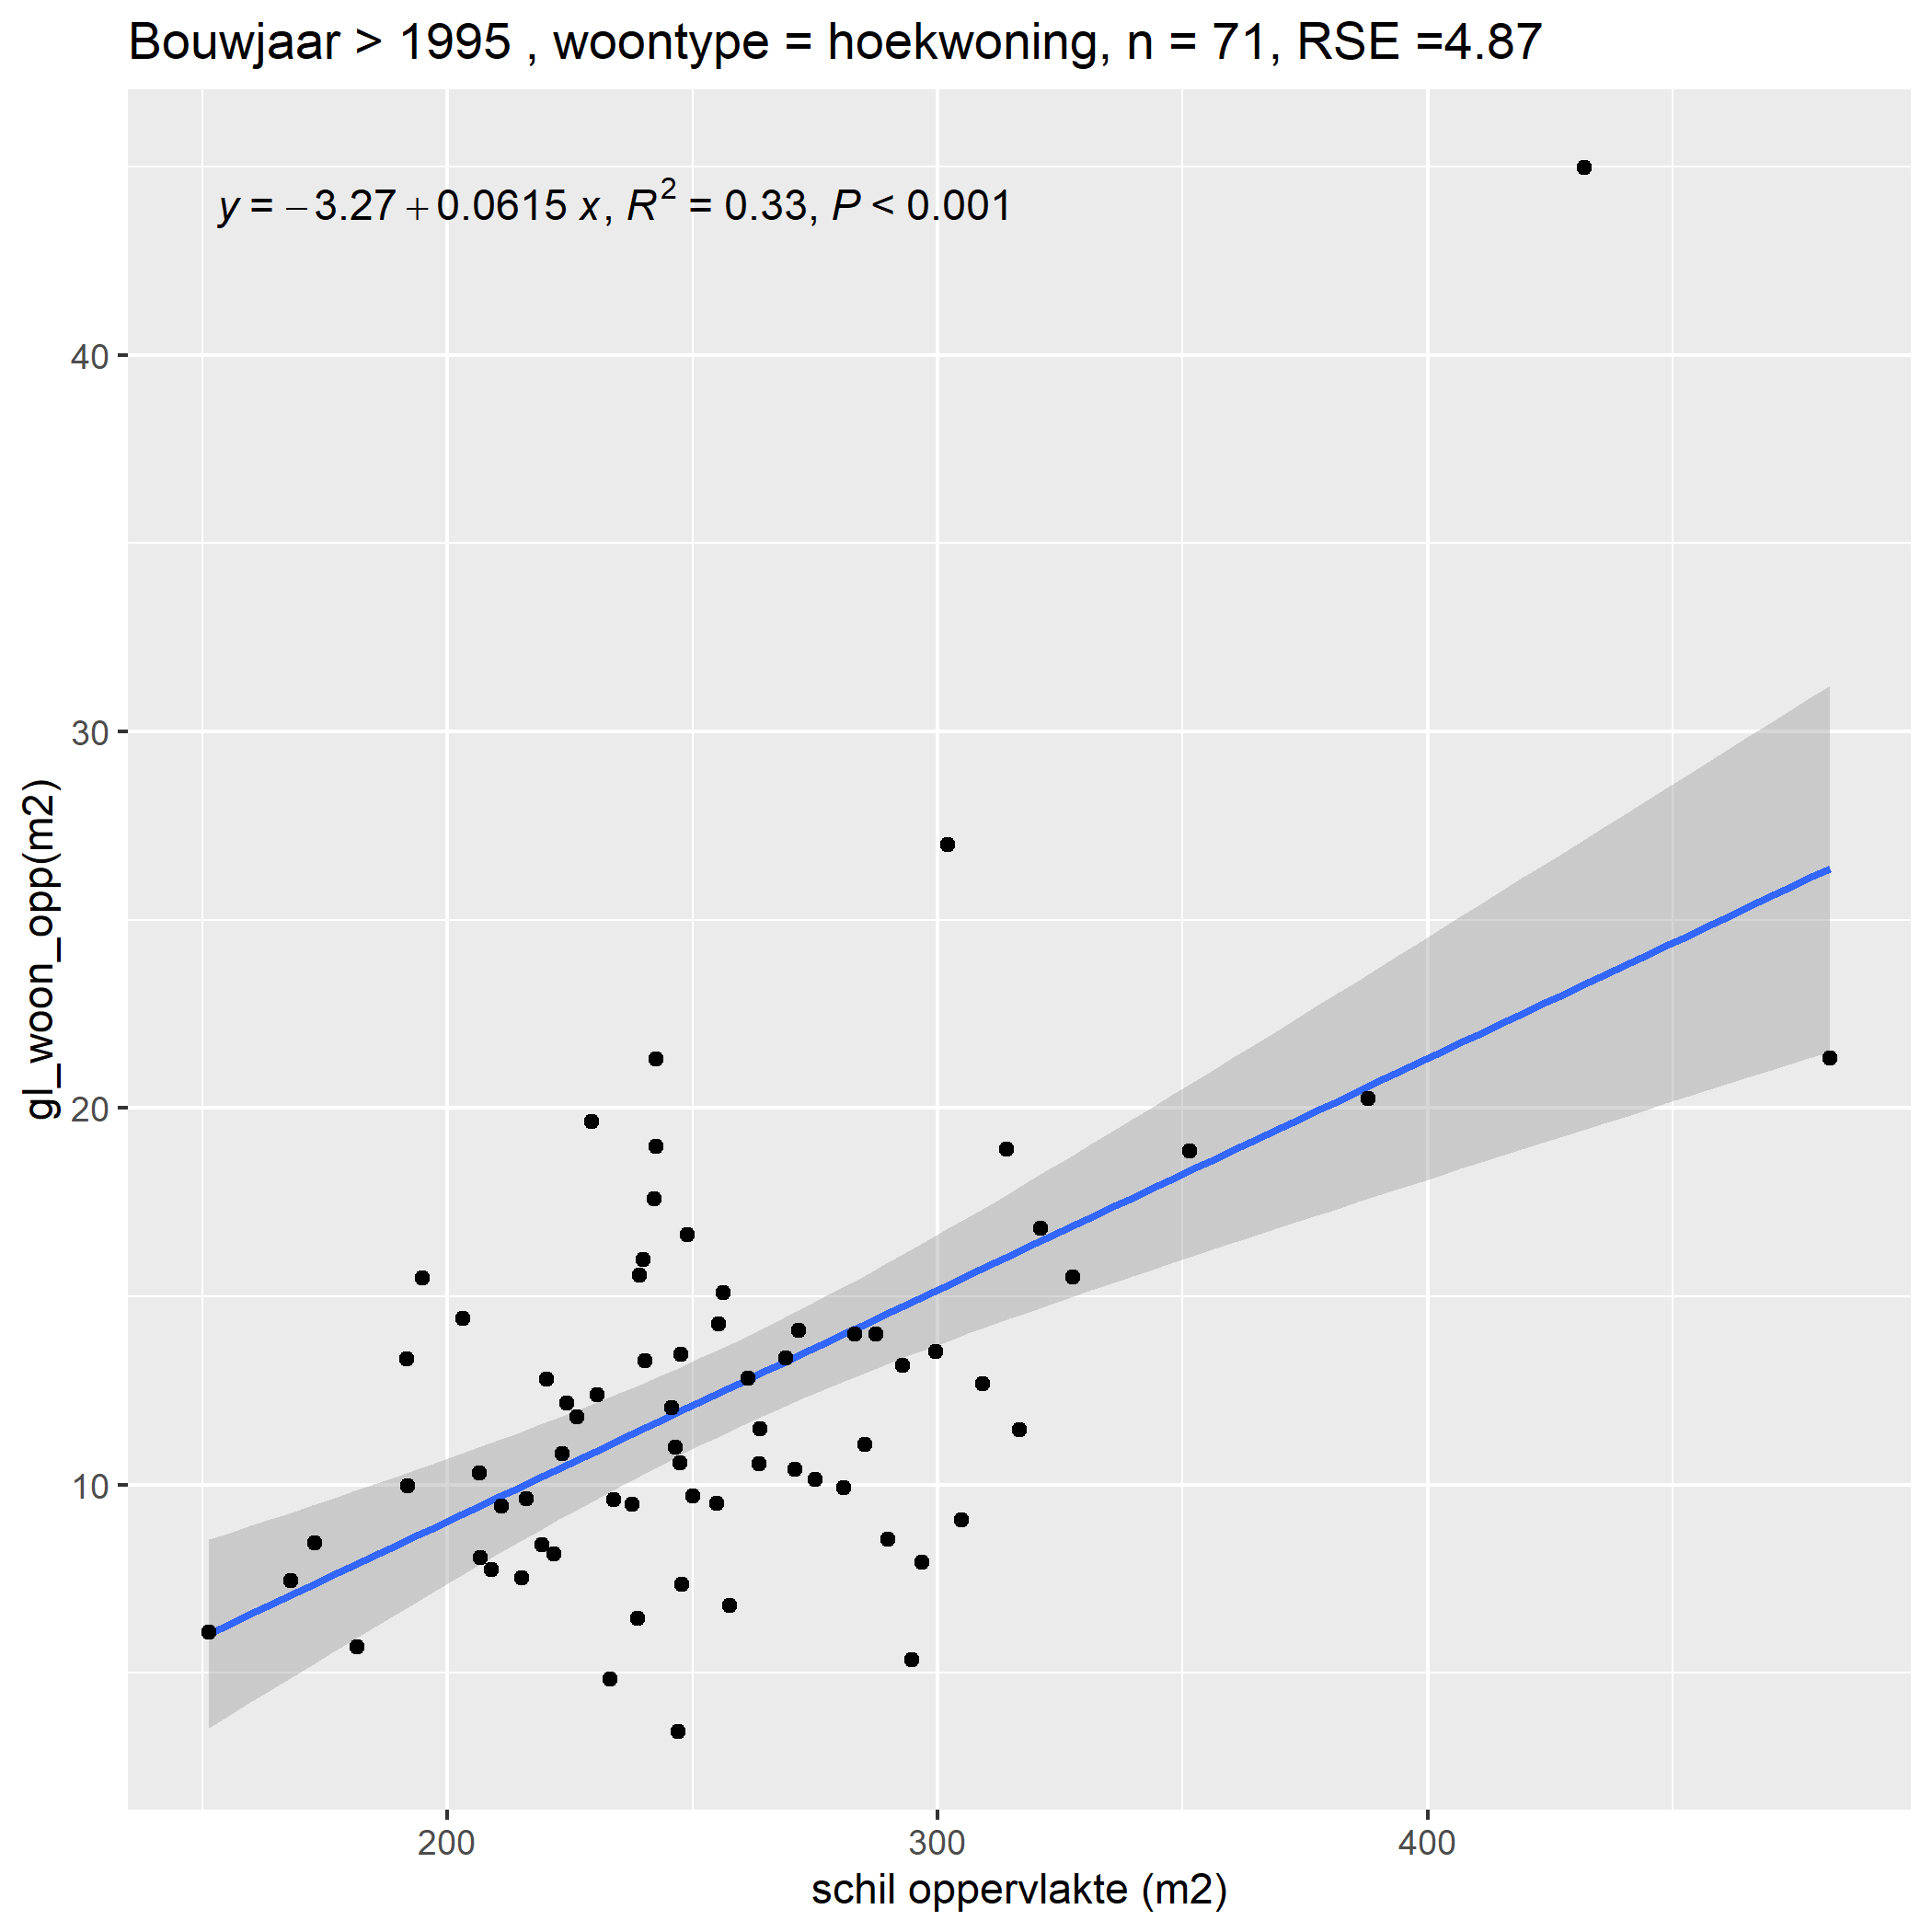 Bouwjaar > 1995 , woontype = hoekwoning, n = 71, RSE =4.87
y = −3.27 + 0.0615 x, R² = 0.33, P < 0.001
40
30
20
10
gl_woon_opp(m2)
200 300 400
schil oppervlakte (m2)